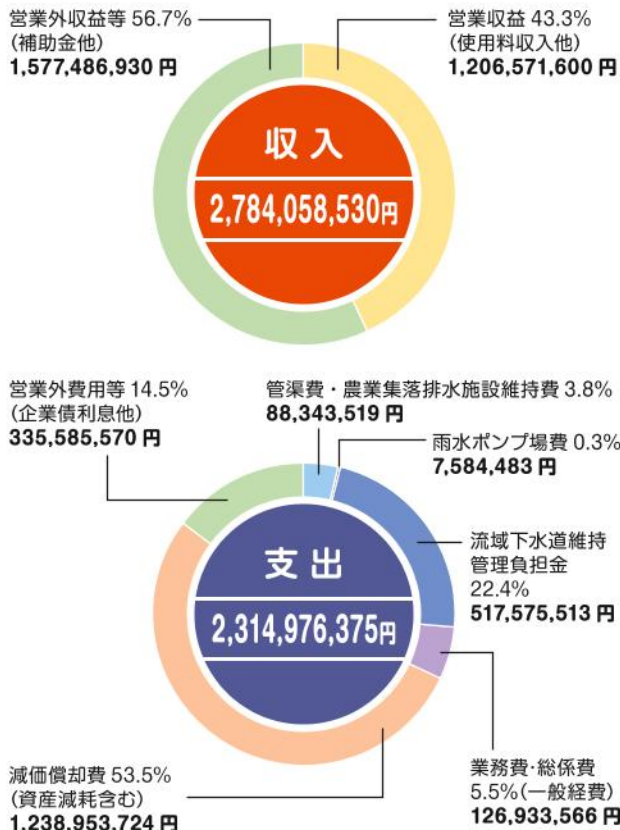 営業外収益等 56.7%
(補助金他)
1,577,486,930 円
営業収益 43.3%
(使用料収入他)
1,206,571,600 円
収入
2,784,058,530円
営業外費用等 14.5%
(企業債利息他)
335,585,570 円
管渠費・農業集落排水施設維持費 3.8%
88,343,519 円
雨水ポンプ場費 0.3%
7,584,483 円
流域下水道維持
管理負担金
22.4%
517,575,513 円
支出
2,314,976,375円
減価償却費 53.5%
(資産減耗含む)
1,238,953,724 円
業務費・総係費
5.5%(一般経費)
126,933,566 円